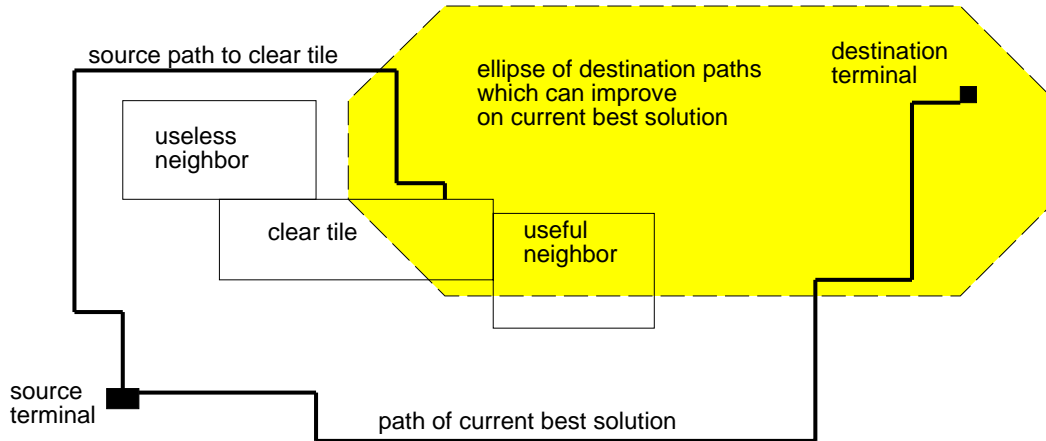 source path to clear tile
ellipse of destination paths
which can improve
on current best solution
destination
terminal
useless
neighbor
clear tile
useful
neighbor
source
terminal
path of current best solution